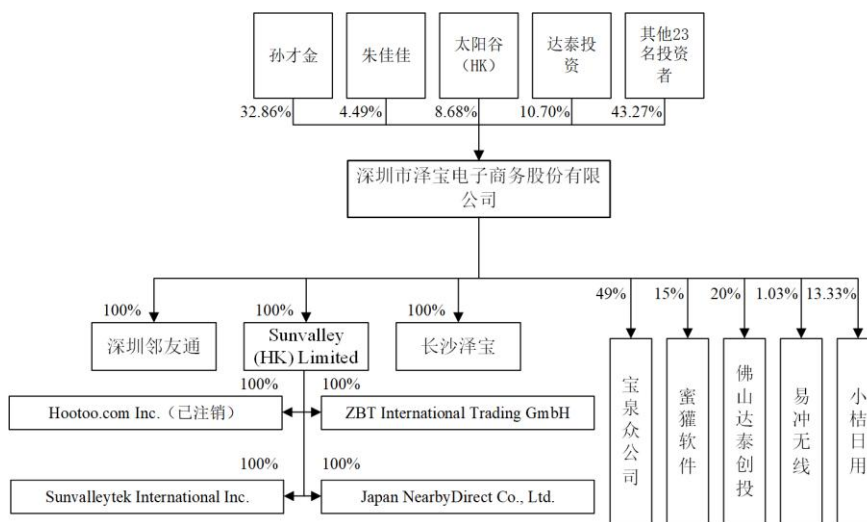 孙才金
朱佳佳
太阳谷
（HK）
达泰投
资
其他23
名投资
者
32.86%
4.49%
8.68%
10.70%
43.27%
深圳市泽宝电子商务股份有限
公司
100%
100%
100%
49%
15%
20%
1.03%
13.33%
深圳邻友通
Sunvalley
(HK) Limited
长沙泽宝
宝泉众公司
蜜獾软件
佛山达泰创投
易冲无线
小桔日用
100%
100%
Hootoo.com Inc.（已注销）
ZBT International Trading GmbH
100%
100%
Sunvalleytek International Inc.
Japan NearbyDirect Co., Ltd.